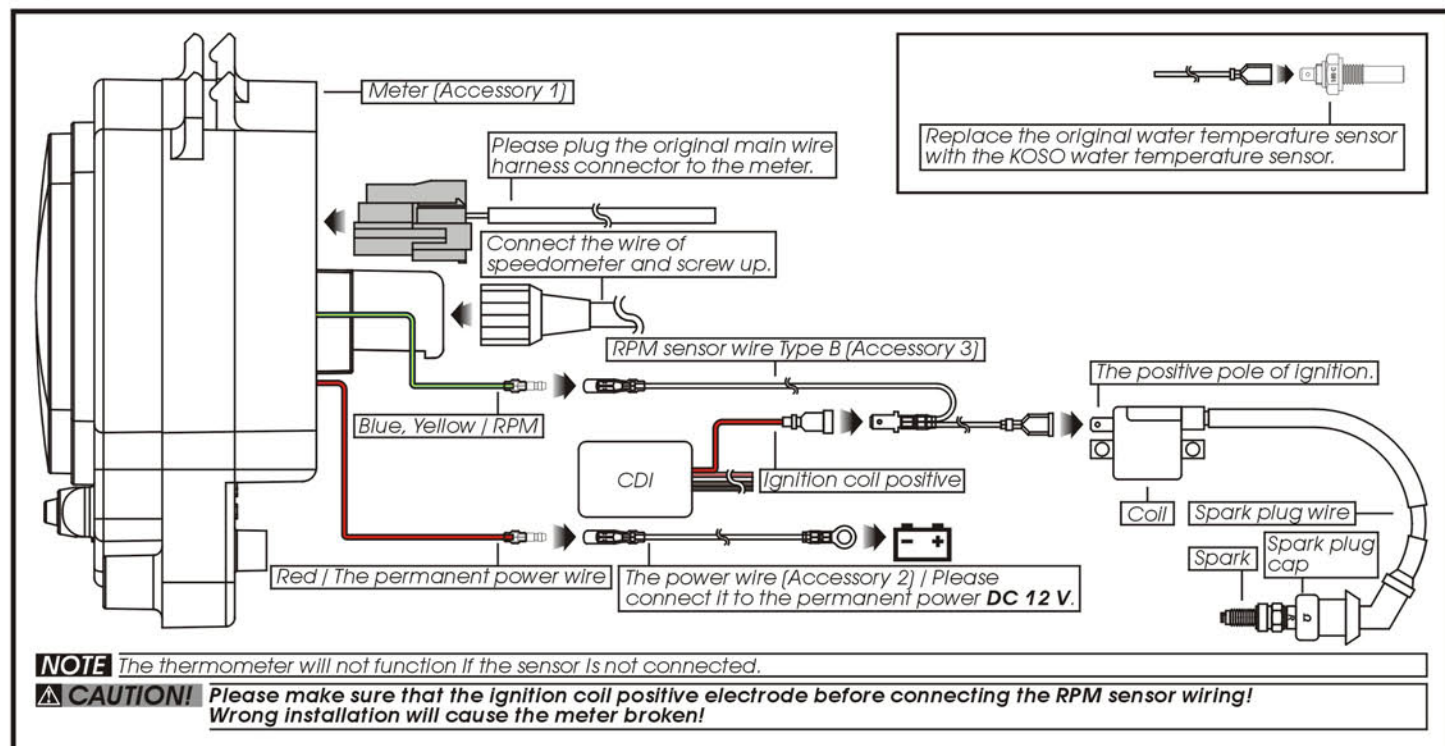 Meter (Accessory 1)
Please plug the original main wire
harness connector to the meter.
Replace the original water temperature sensor
with the KOSO water temperature sensor.
Connect the wire of
speedometer and screw up.
RPM sensor wire Type B (Accessory 3)
The positive pole of ignition.
Blue, Yellow / RPM
CDI
Ignition coil positive
Coil
Spark plug wire
Spark
Spark plug
cap
Red / The permanent power wire
The power wire (Accessory 2) / Please
connect it to the permanent power DC 12 V.
NOTE The thermometer will not function If the sensor Is not connected.
CAUTION! Please make sure that the ignition coil positive electrode before connecting the RPM sensor wiring!
Wrong installation will cause the meter broken!